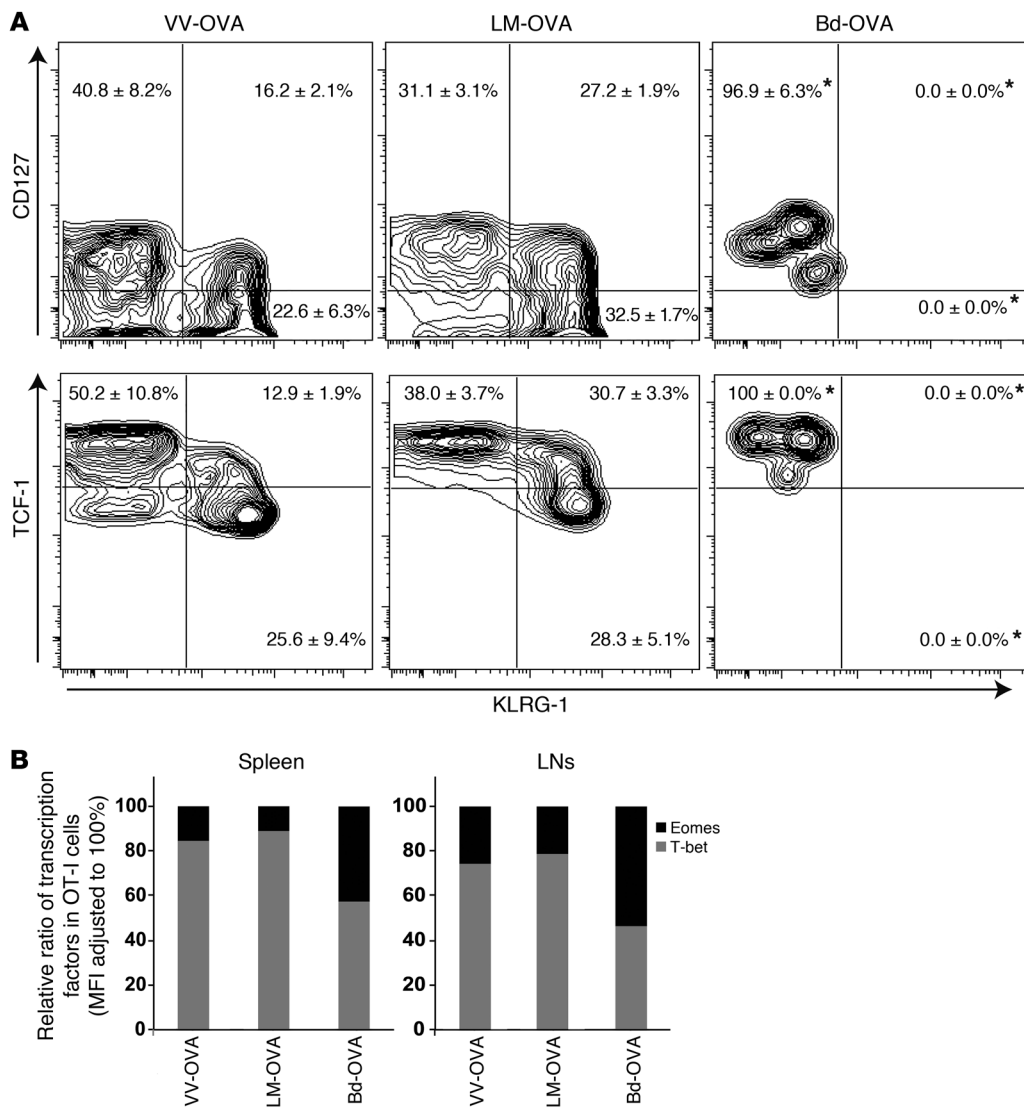 A
VV-OVA
LM-OVA
Bd-OVA
CD127
40.8 ± 8.2%
16.2 ± 2.1%
22.6 ± 6.3%
31.1 ± 3.1%
27.2 ± 1.9%
32.5 ± 1.7%
96.9 ± 6.3%*
0.0 ± 0.0%*
0.0 ± 0.0%*
TCF-1
50.2 ± 10.8%
12.9 ± 1.9%
25.6 ± 9.4%
38.0 ± 3.7%
30.7 ± 3.3%
28.3 ± 5.1%
100 ± 0.0%*
0.0 ± 0.0%*
0.0 ± 0.0%*
KLRG-1
B
Relative ratio of transcription
factors in OT-I cells
(MFI adjusted to 100%)
Spleen
100
80
60
40
20
0
VV-OVA
LM-OVA
Bd-OVA
LNs
100
80
60
40
20
0
VV-OVA
LM-OVA
Bd-OVA
Eomes
T-bet